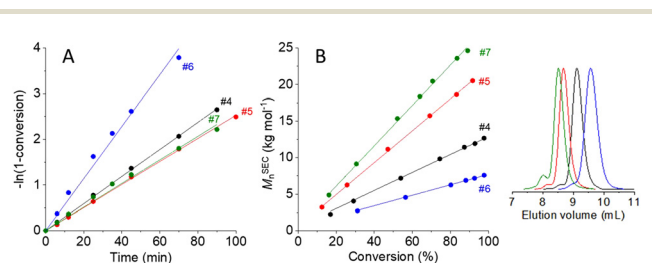 A
-ln(1-conversion)
4
3
2
1
0
0 20 40 60 80 100
Time (min)
#6
#4
#5
#7
B
MnSEC (kg mol-1)
25
20
15
10
5
0
0 20 40 60 80 100
Conversion (%)
#7
#5
#4
#6
7 8 9 10 11
Elution volume (mL)